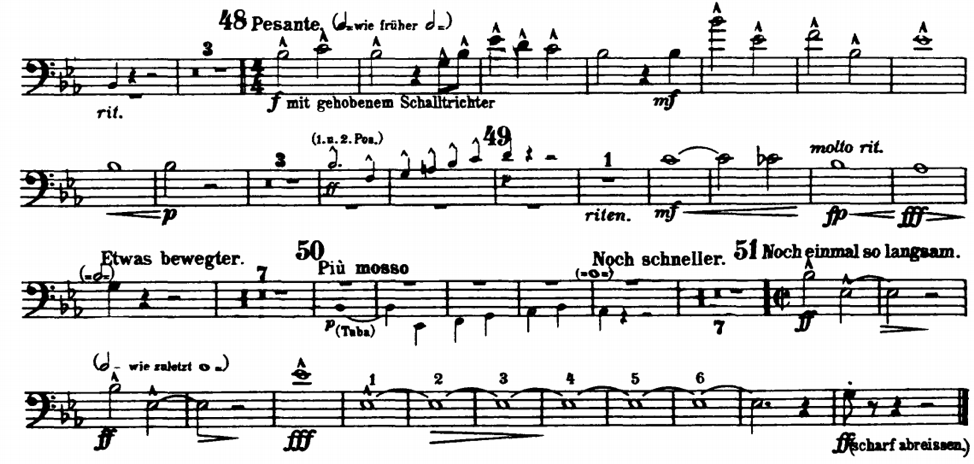 48 Pesante. (𝅗𝅥 = wie früher 𝅗𝅥 =)
3
4 4
rit.
f mit gehobenem Schalltrichter
mf
(1. u. 2. Pos.)
49
molto rit.
3
1
p
ff
p
riten.
mf
fp
fff
Etwas bewegter.
50
Più mosso
Noch schneller.
51 Noch einmal so langsam.
7
p (Tuba)
7
ff
(𝅗𝅥 = wie zuletzt 𝅝 =)
1 2 3 4 5 6
ff
fff
ff (scharf abreissen.)